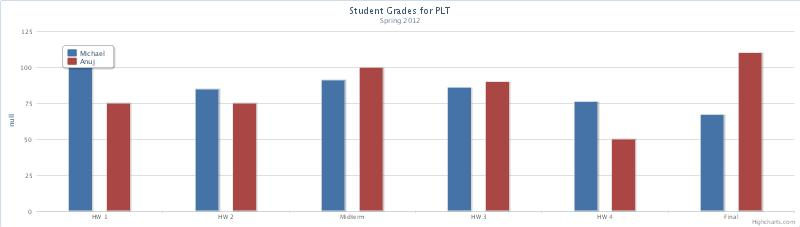 Student Grades for PLT
Spring 2012
125
100
75
50
25
0
null
Michael
Anuj
HW 1
HW 2
Midterm
HW 3
HW 4
Final
Highcharts.com